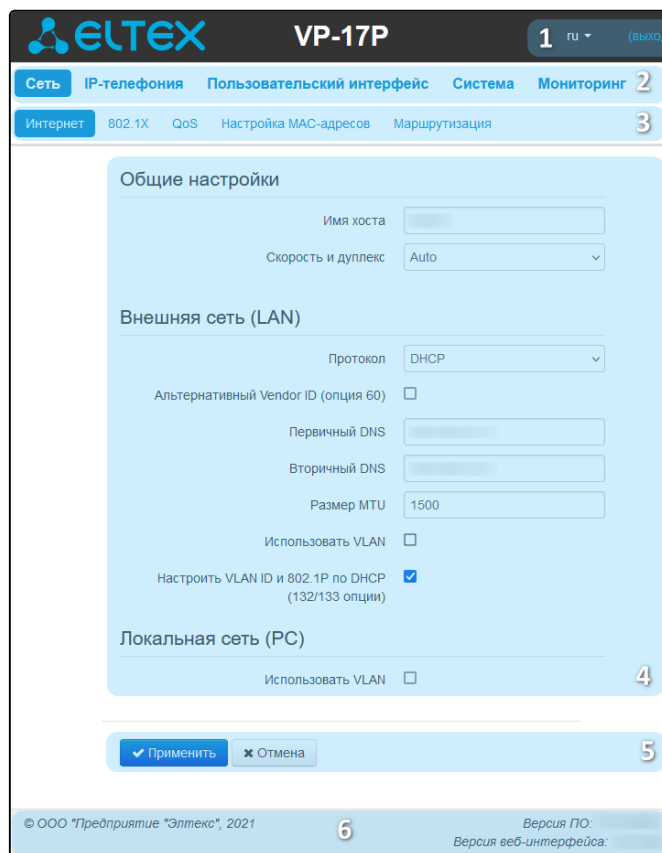 ELTEX VP-17P 1 ru (выход
Сеть IP-телефония Пользовательский интерфейс Система Мониторинг 2
Интернет 802.1X QoS Настройка MAC-адресов Маршрутизация 3
Общие настройки
Имя хоста
Скорость и дуплекс Auto
Внешняя сеть (LAN)
Протокол DHCP
Альтернативный Vendor ID (опция 60)
Первичный DNS
Вторичный DNS
Размер MTU 1500
Использовать VLAN
Настроить VLAN ID и 802.1P по DHCP
(132/133 опции)
Локальная сеть (PC)
Использовать VLAN 4
Применить Отмена 5
© ООО "Предприятие "Элтекс", 2021 6 Версия ПО:
Версия веб-интерфейса: